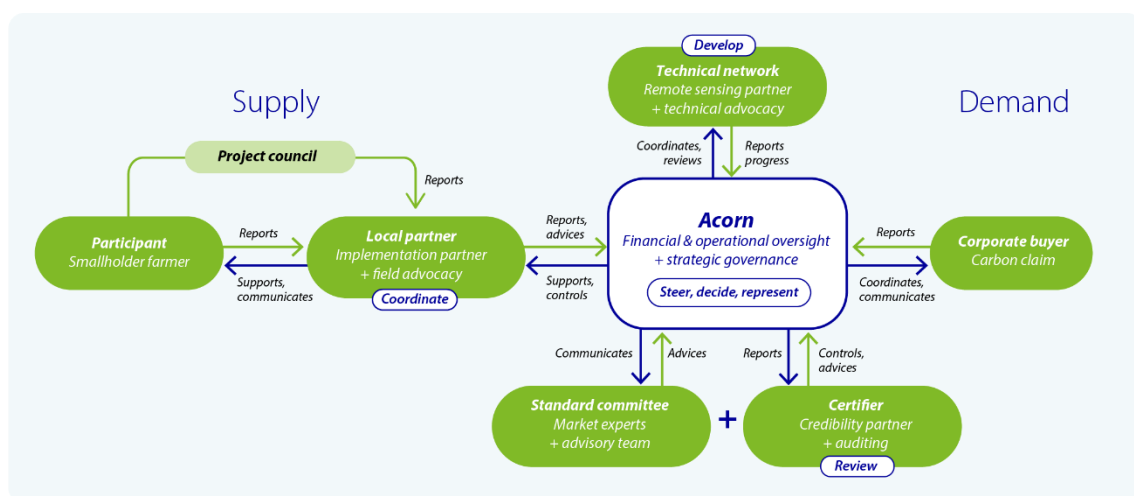 Develop
Technical network
Remote sensing partner
+ technical advocacy
Supply
Demand
Project council
Coordinates,
reviews
Reports
progress
Reports
Participant
Smallholder farmer
Reports
Supports,
communicates
Local partner
Implementation partner
+ field advocacy
Coordinate
Reports,
advices
Supports,
controls
Acorn
Financial & operational oversight
+ strategic governance
Steer, decide, represent
Reports
Coordinates,
communicates
Corporate buyer
Carbon claim
Communicates
Advices
Reports
Controls,
advices
Standard committee
Market experts
+ advisory team
+
Certifier
Credibility partner
+ auditing
Review